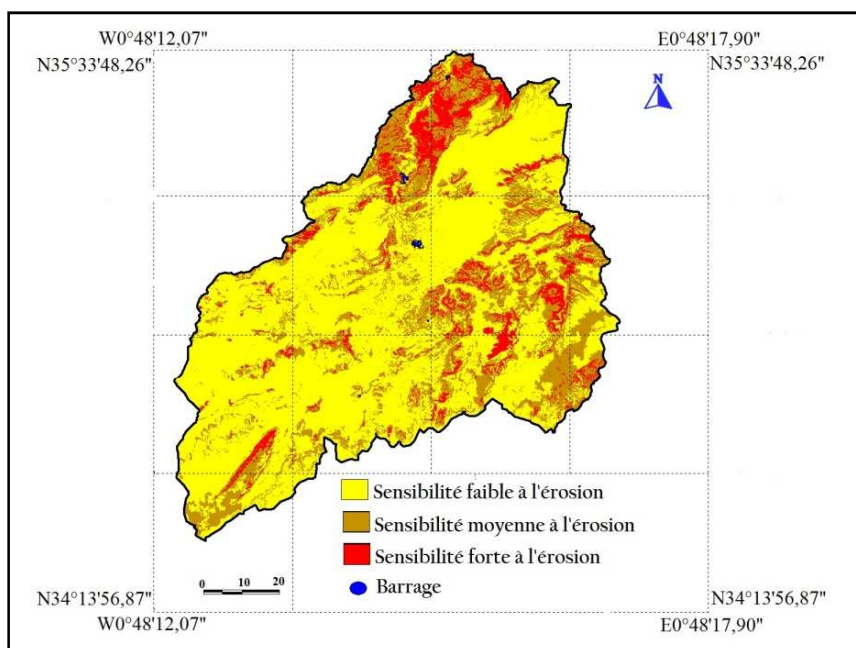 W0°48'12,07" E0°48'17,90"
N35°33'48,26" N35°33'48,26"
N
Sensibilité faible à l'érosion
Sensibilité moyenne à l'érosion
Sensibilité forte à l'érosion
Barrage
0 10 20
N34°13'56,87" N34°13'56,87"
W0°48'12,07" E0°48'17,90"